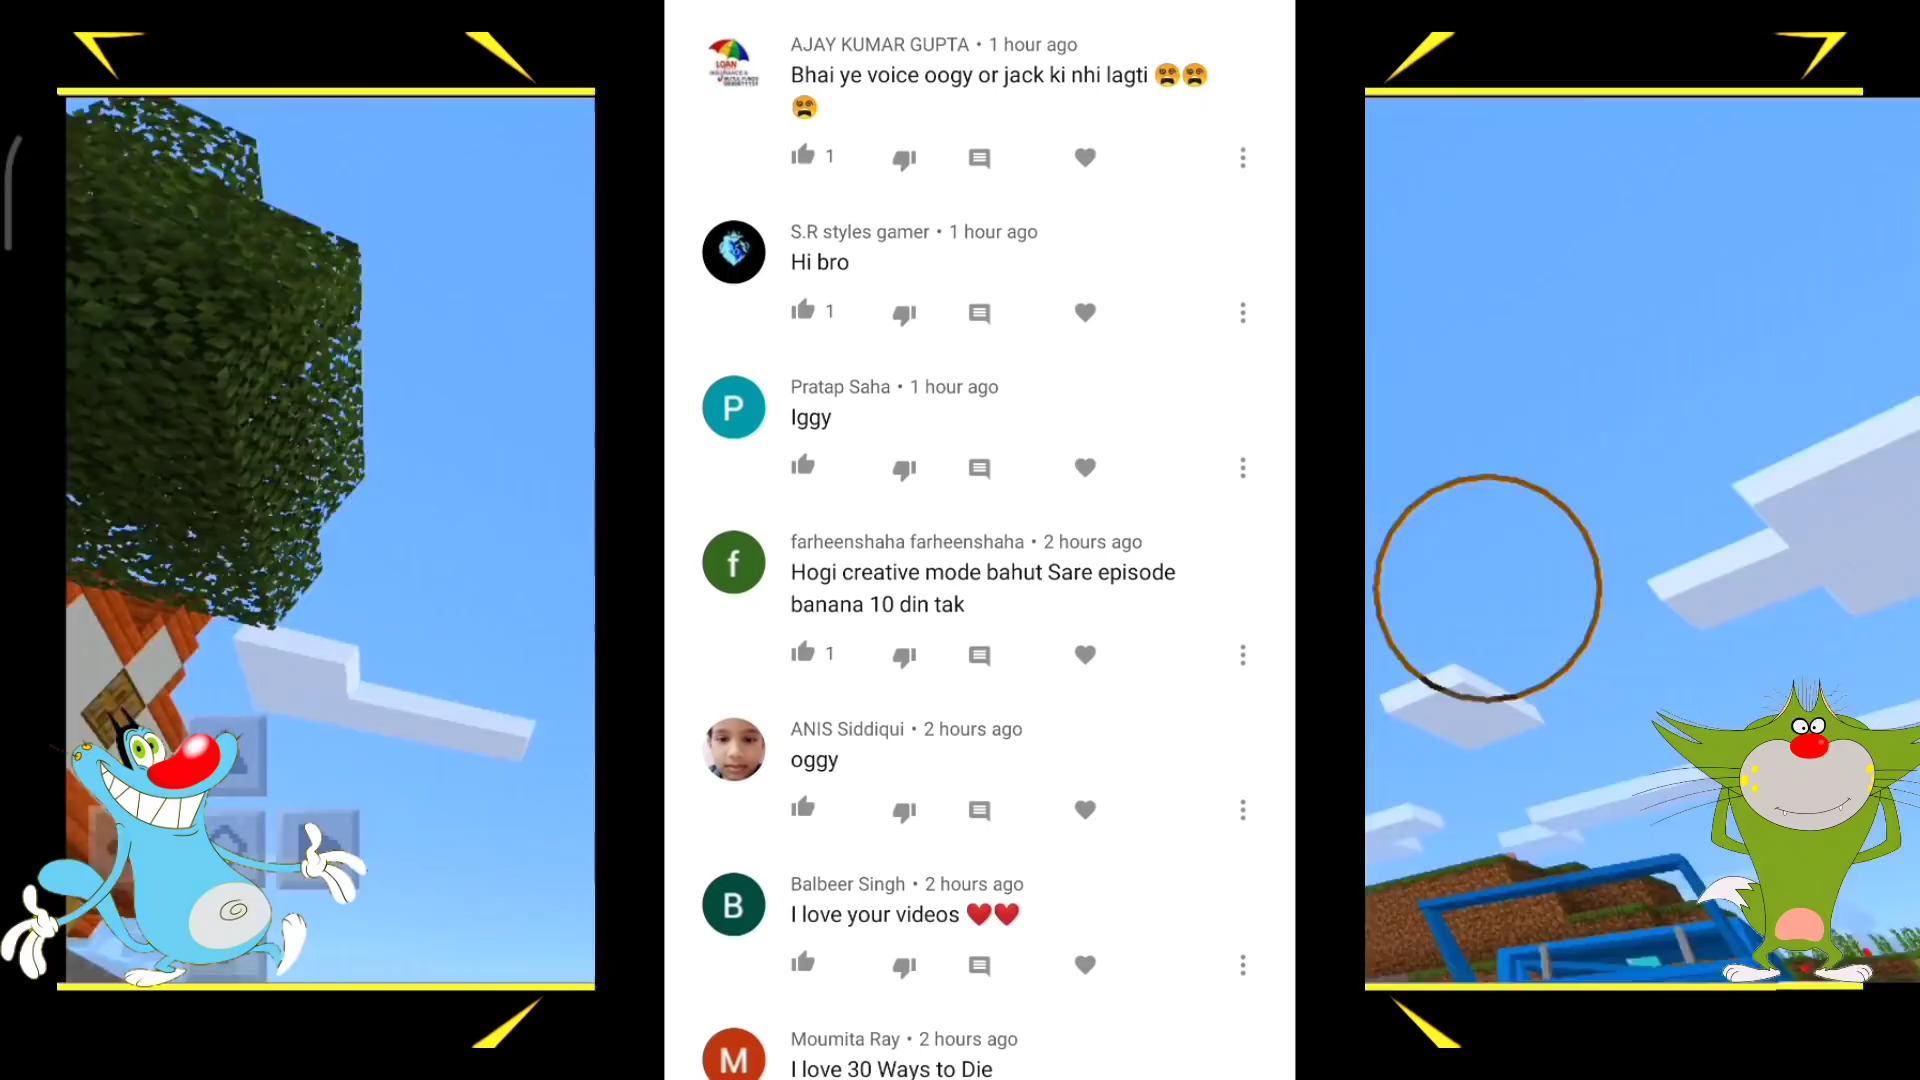 AJAY KUMAR GUPTA • 1 hour ago
Bhai ye voice oogy or jack ki nhi lagti 😵😵
😵
1
LOAN
S.R styles gamer • 1 hour ago
Hi bro
1
P
Pratap Saha • 1 hour ago
Iggy
f
farheenshaha farheenshaha • 2 hours ago
Hogi creative mode bahut Sare episode
banana 10 din tak
1
ANIS Siddiqui • 2 hours ago
oggy
B
Balbeer Singh • 2 hours ago
I love your videos ❤️❤️
M
Moumita Ray • 2 hours ago
I love 30 Ways to Die